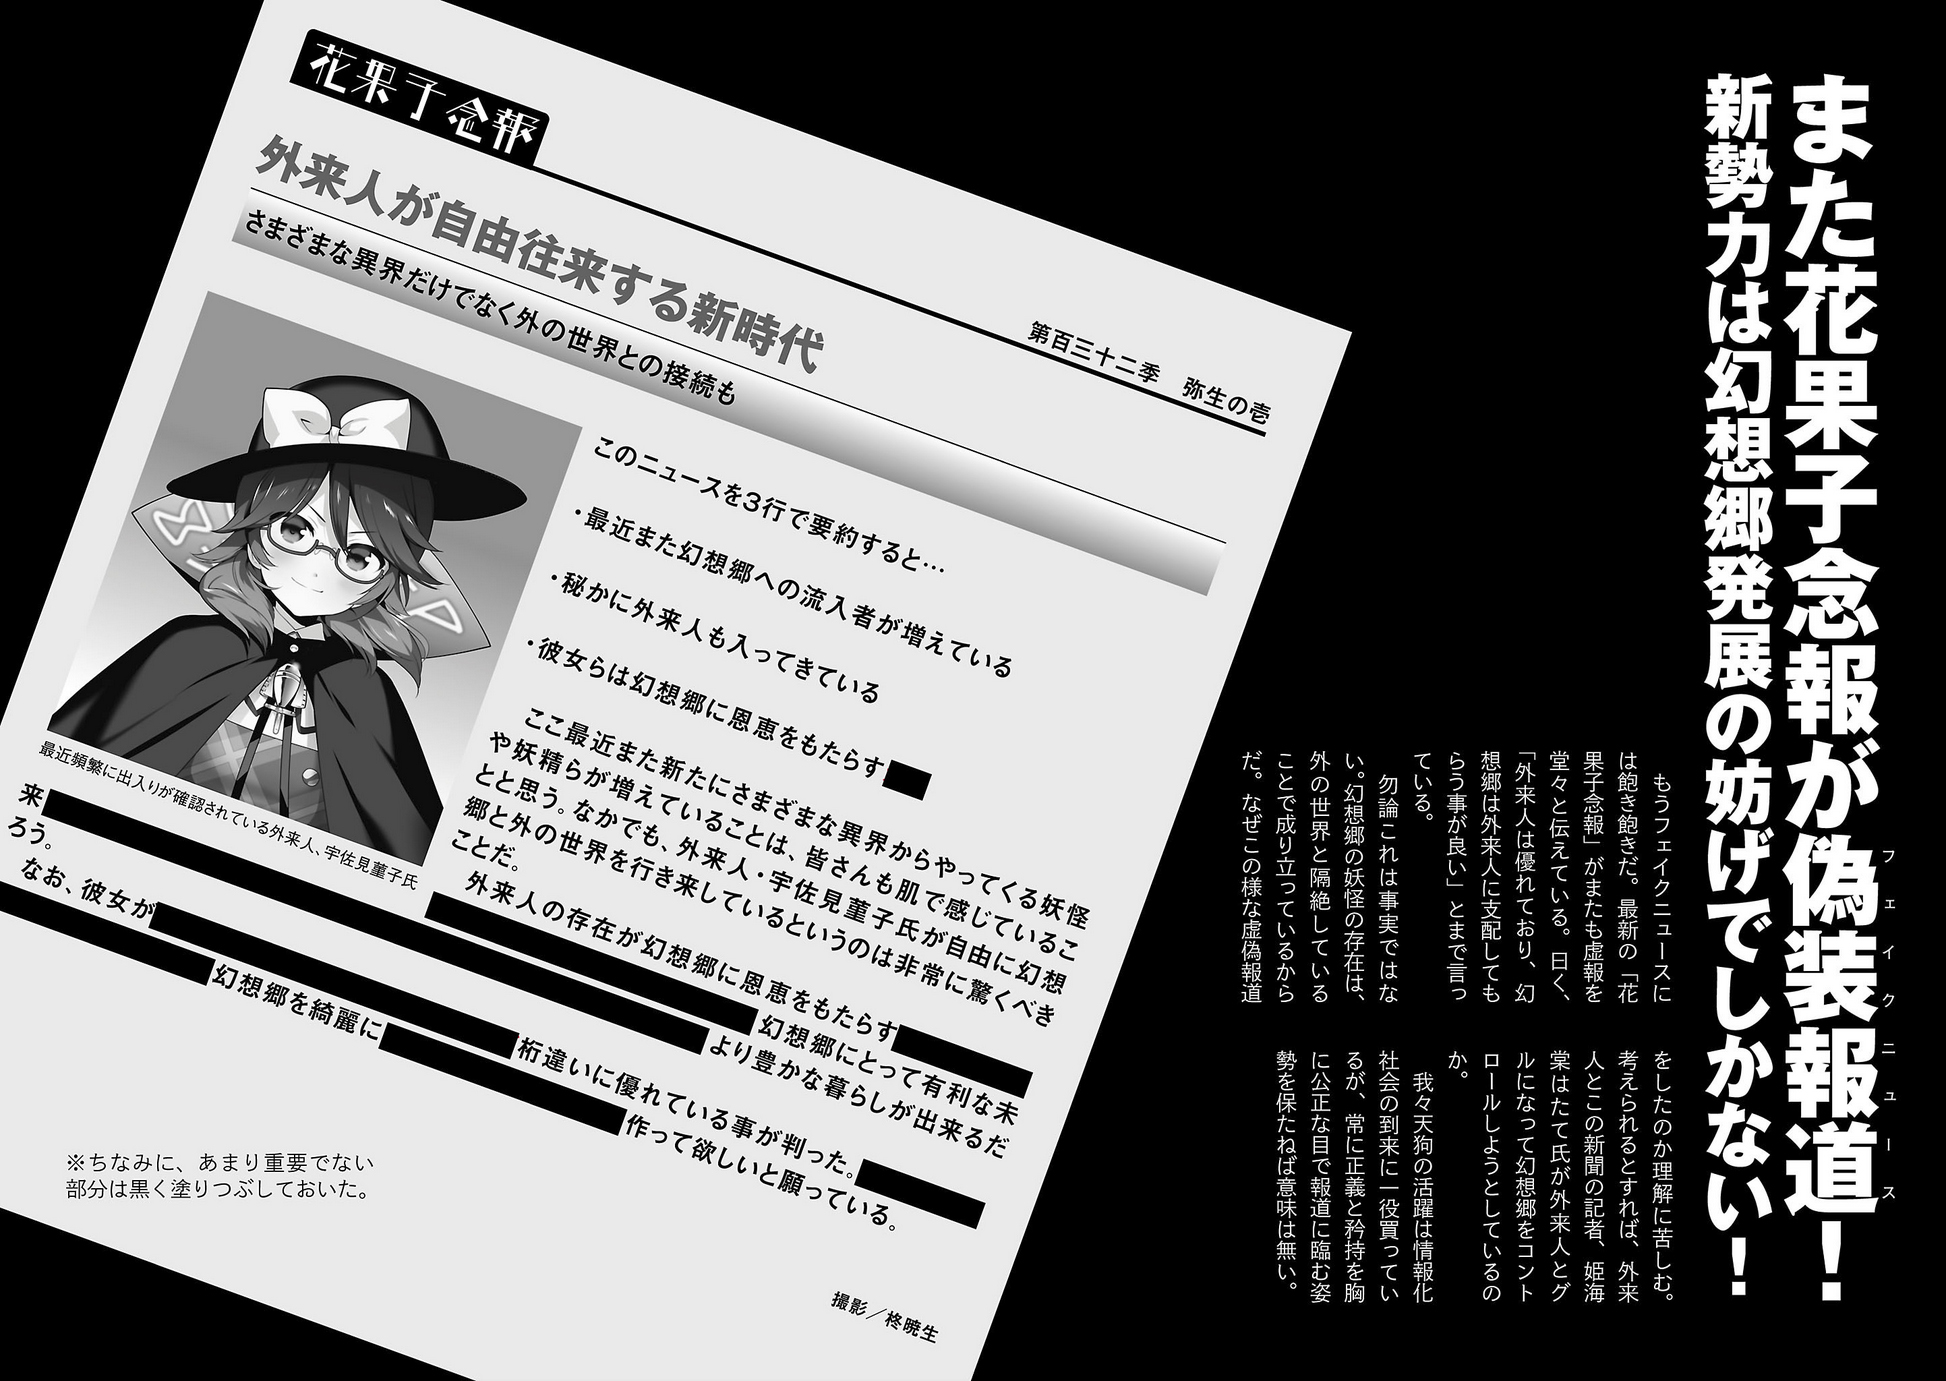 また花果子念報が偽装報道！
フェイクニュース
新勢力は幻想郷発展の妨げでしかない！
もうフェイクニュースに
は飽き飽きだ。最新の「花
果子念報」がまたも虚報を
堂々と伝えている。曰く、
「外来人は優れており、幻
想郷は外来人に支配しても
らう事が良い」とまで言っ
ている。
勿論これは事実ではな
い。幻想郷の妖怪の存在は、
外の世界と隔絶している
ことで成り立っているから
だ。なぜこの様な虚偽報道
をしたのか理解に苦しむ。
考えられるとすれば、外来
人とこの新聞の記者、姫海
棠はたて氏が外来人とグ
ルになって幻想郷をコント
ロールしようとしているの
か。
我々天狗の活躍は情報化
社会の到来に一役買ってい
るが、常に正義と矜持を胸
に公正な目で報道に臨む姿
勢を保たねば意味は無い。
花果子念報
第百三十二季　弥生の壱
外来人が自由往来する新時代
さまざまな異界だけでなく外の世界との接続も
このニュースを3行で要約すると…
・最近また幻想郷への流入者が増えている
・秘かに外来人も入ってきている
・彼女らは幻想郷に恩恵をもたらす
ここ最近また新たにさまざまな異界からやってくる妖怪
や妖精らが増えていることは、皆さんも肌で感じているこ
とと思う。なかでも、外来人・宇佐見菫子氏が自由に幻想
郷と外の世界を行き来しているというのは非常に驚くべき
ことだ。
外来人の存在が幻想郷に恩恵をもたらす
幻想郷にとって有利な未
来
より豊かな暮らしが出来るだ
ろう。
なお、彼女が
桁違いに優れている事が判った。
幻想郷を綺麗に
作って欲しいと願っている。
最近頻繁に出入りが確認されている外来人、宇佐見菫子氏
※ちなみに、あまり重要でない
部分は黒く塗りつぶしておいた。
撮影／柊暁生